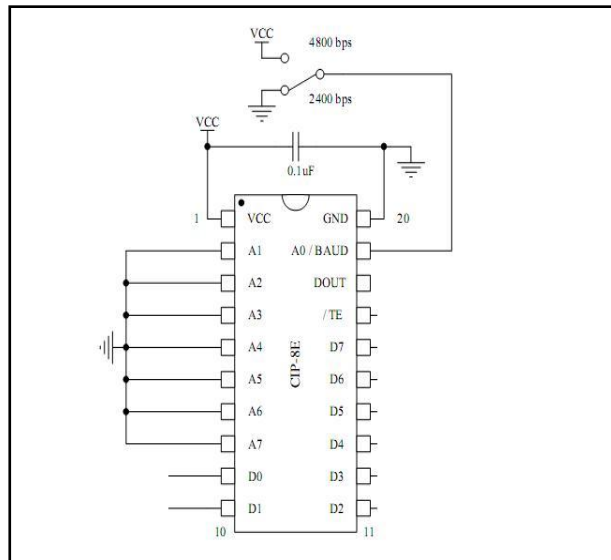 VCC
4800 bps
2400 bps
VCC
0.1uF
1 VCC GND 20
A1 A0 / BAUD
A2 DOUT
A3 / TE
A4 D7
A5 D6
A6 D5
A7 D4
D0 D3
D1 D2
10 11
CIP-8E